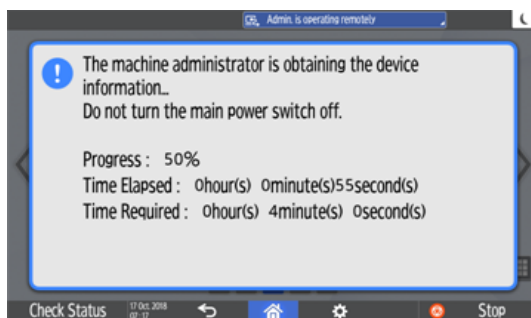 Admin. is operating remotely
The machine administrator is obtaining the device
information...
Do not turn the main power switch off.
Progress : 50%
Time Elapsed : 0hour(s) 0minute(s)55second(s)
Time Required : 0hour(s) 4minute(s) 0second(s)
Check Status
17 Oct. 2018
07:17
Stop